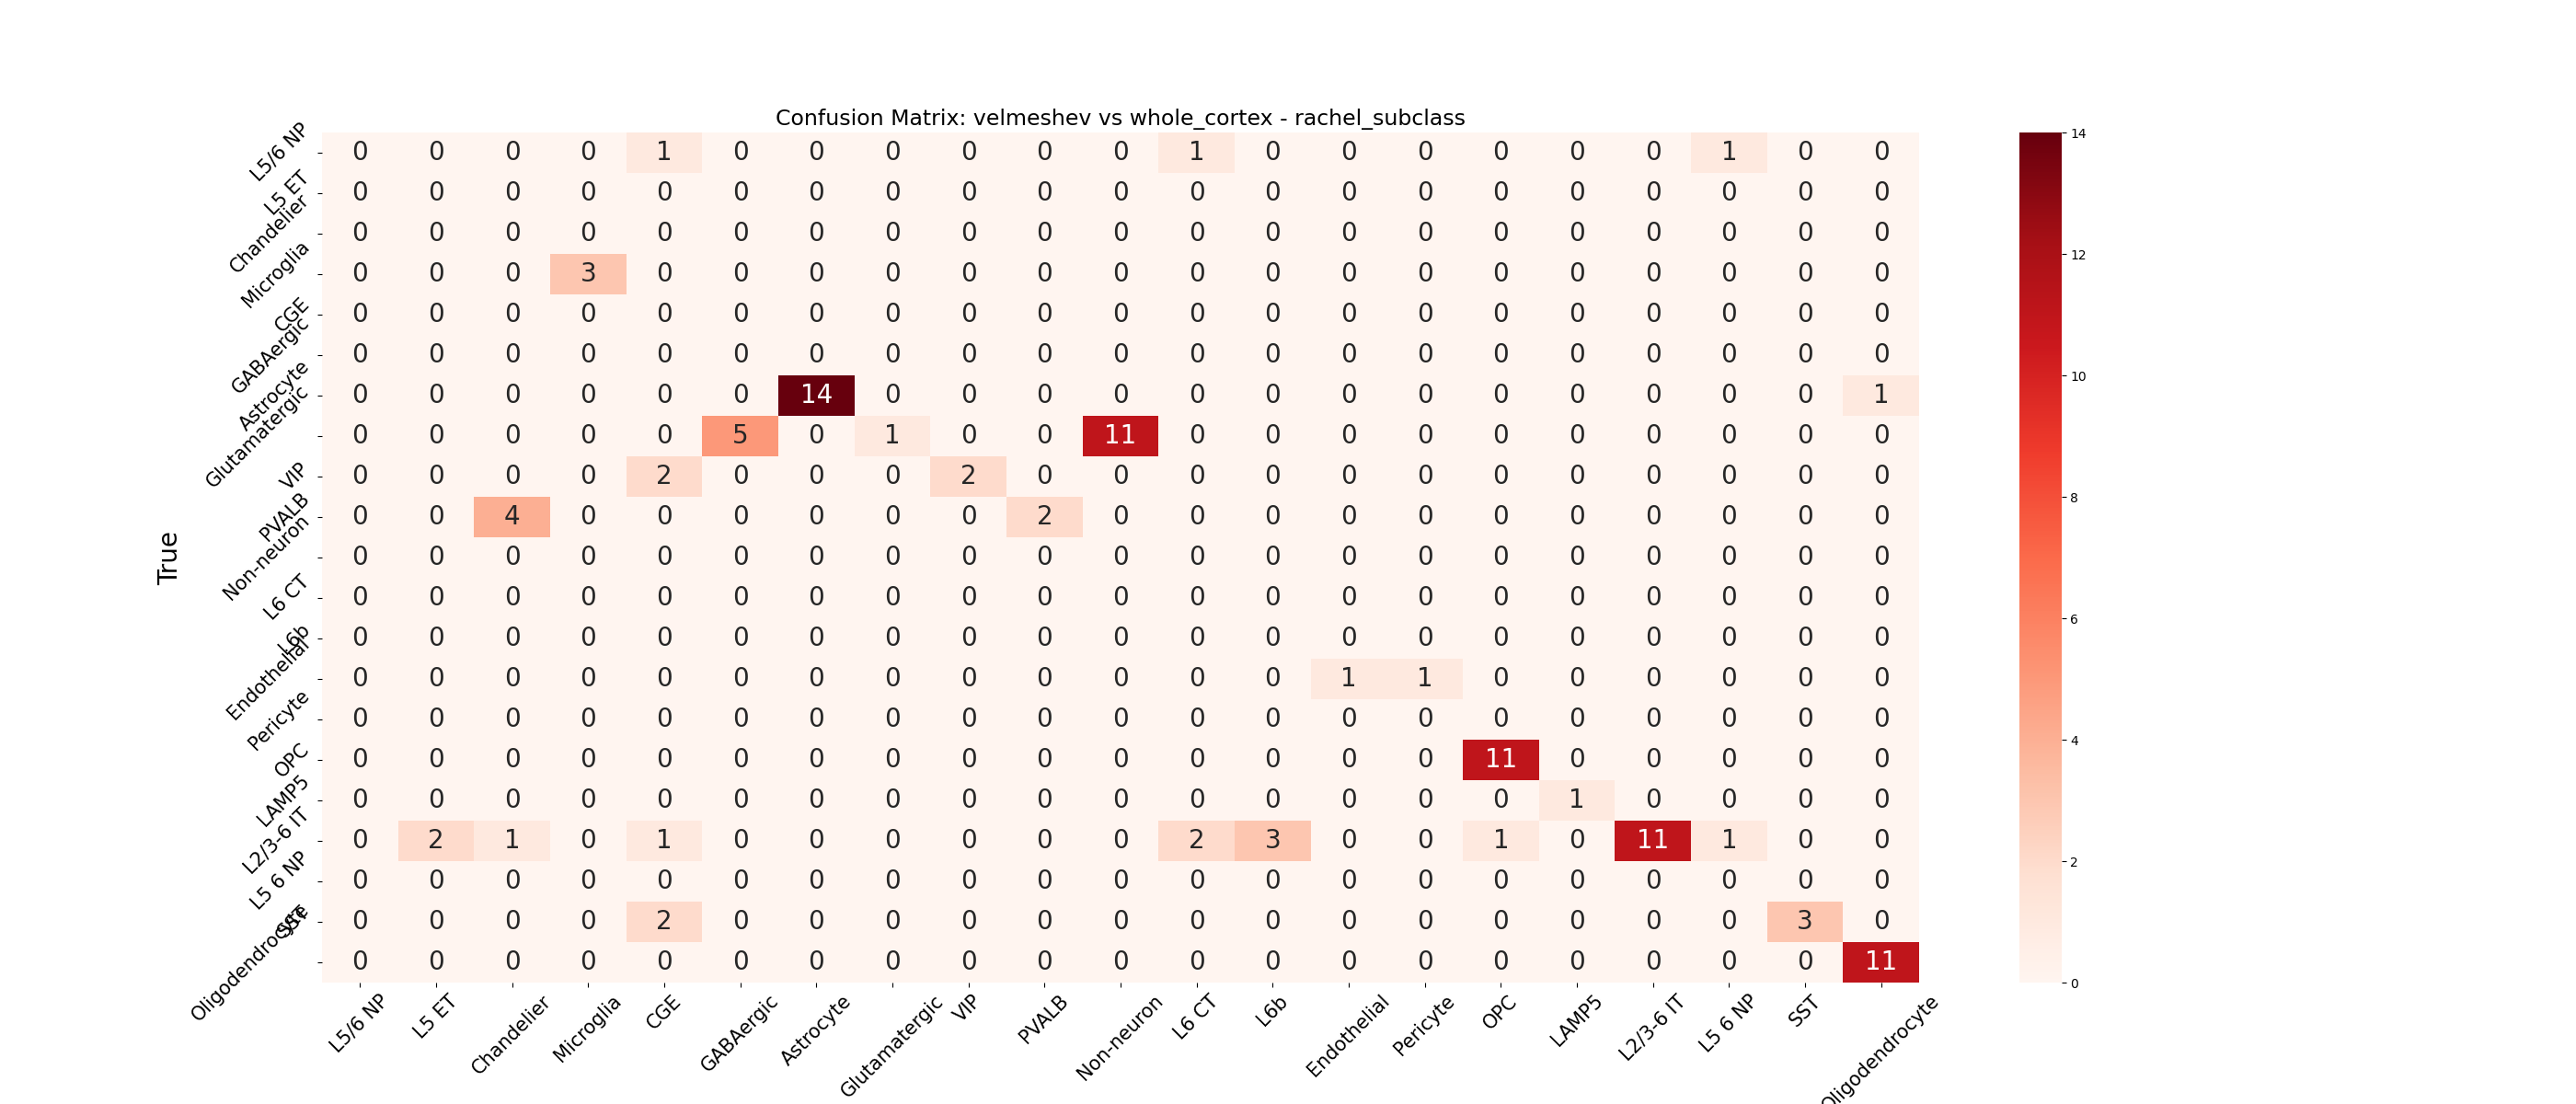 Confusion Matrix: velmeshev vs whole_cortex - rachel_subclass
True
L5/6 NP 0 0 0 0 1 0 0 0 0 0 0 1 0 0 0 0 0 0 1 0 0
L5 ET 0 0 0 0 0 0 0 0 0 0 0 0 0 0 0 0 0 0 0 0 0
Chandelier 0 0 0 0 0 0 0 0 0 0 0 0 0 0 0 0 0 0 0 0 0
Microglia 0 0 0 3 0 0 0 0 0 0 0 0 0 0 0 0 0 0 0 0 0
CGE 0 0 0 0 0 0 0 0 0 0 0 0 0 0 0 0 0 0 0 0 0
GABAergic 0 0 0 0 0 0 0 0 0 0 0 0 0 0 0 0 0 0 0 0 0
Astrocyte 0 0 0 0 0 0 14 0 0 0 0 0 0 0 0 0 0 0 0 0 1
Glutamatergic 0 0 0 0 0 5 0 1 0 0 11 0 0 0 0 0 0 0 0 0 0
VIP 0 0 0 0 2 0 0 0 2 0 0 0 0 0 0 0 0 0 0 0 0
PVALB 0 0 4 0 0 0 0 0 0 2 0 0 0 0 0 0 0 0 0 0 0
Non-neuron 0 0 0 0 0 0 0 0 0 0 0 0 0 0 0 0 0 0 0 0 0
L6 CT 0 0 0 0 0 0 0 0 0 0 0 0 0 0 0 0 0 0 0 0 0
L6b 0 0 0 0 0 0 0 0 0 0 0 0 0 0 0 0 0 0 0 0 0
Endothelial 0 0 0 0 0 0 0 0 0 0 0 0 0 1 1 0 0 0 0 0 0
Pericyte 0 0 0 0 0 0 0 0 0 0 0 0 0 0 0 0 0 0 0 0 0
OPC 0 0 0 0 0 0 0 0 0 0 0 0 0 0 0 11 0 0 0 0 0
LAMP5 0 0 0 0 0 0 0 0 0 0 0 0 0 0 0 0 1 0 0 0 0
L2/3-6 IT 0 2 1 0 1 0 0 0 0 0 0 2 3 0 0 1 0 11 1 0 0
L5 6 NP 0 0 0 0 0 0 0 0 0 0 0 0 0 0 0 0 0 0 0 0 0
SST 0 0 0 0 2 0 0 0 0 0 0 0 0 0 0 0 0 0 0 3 0
Oligodendrocyte 0 0 0 0 0 0 0 0 0 0 0 0 0 0 0 0 0 0 0 0 11
L5/6 NP L5 ET Chandelier Microglia CGE GABAergic Astrocyte Glutamatergic VIP PVALB Non-neuron L6 CT L6b Endothelial Pericyte OPC LAMP5 L2/3-6 IT L5 6 NP SST Oligodendrocyte
14
12
10
8
6
4
2
0